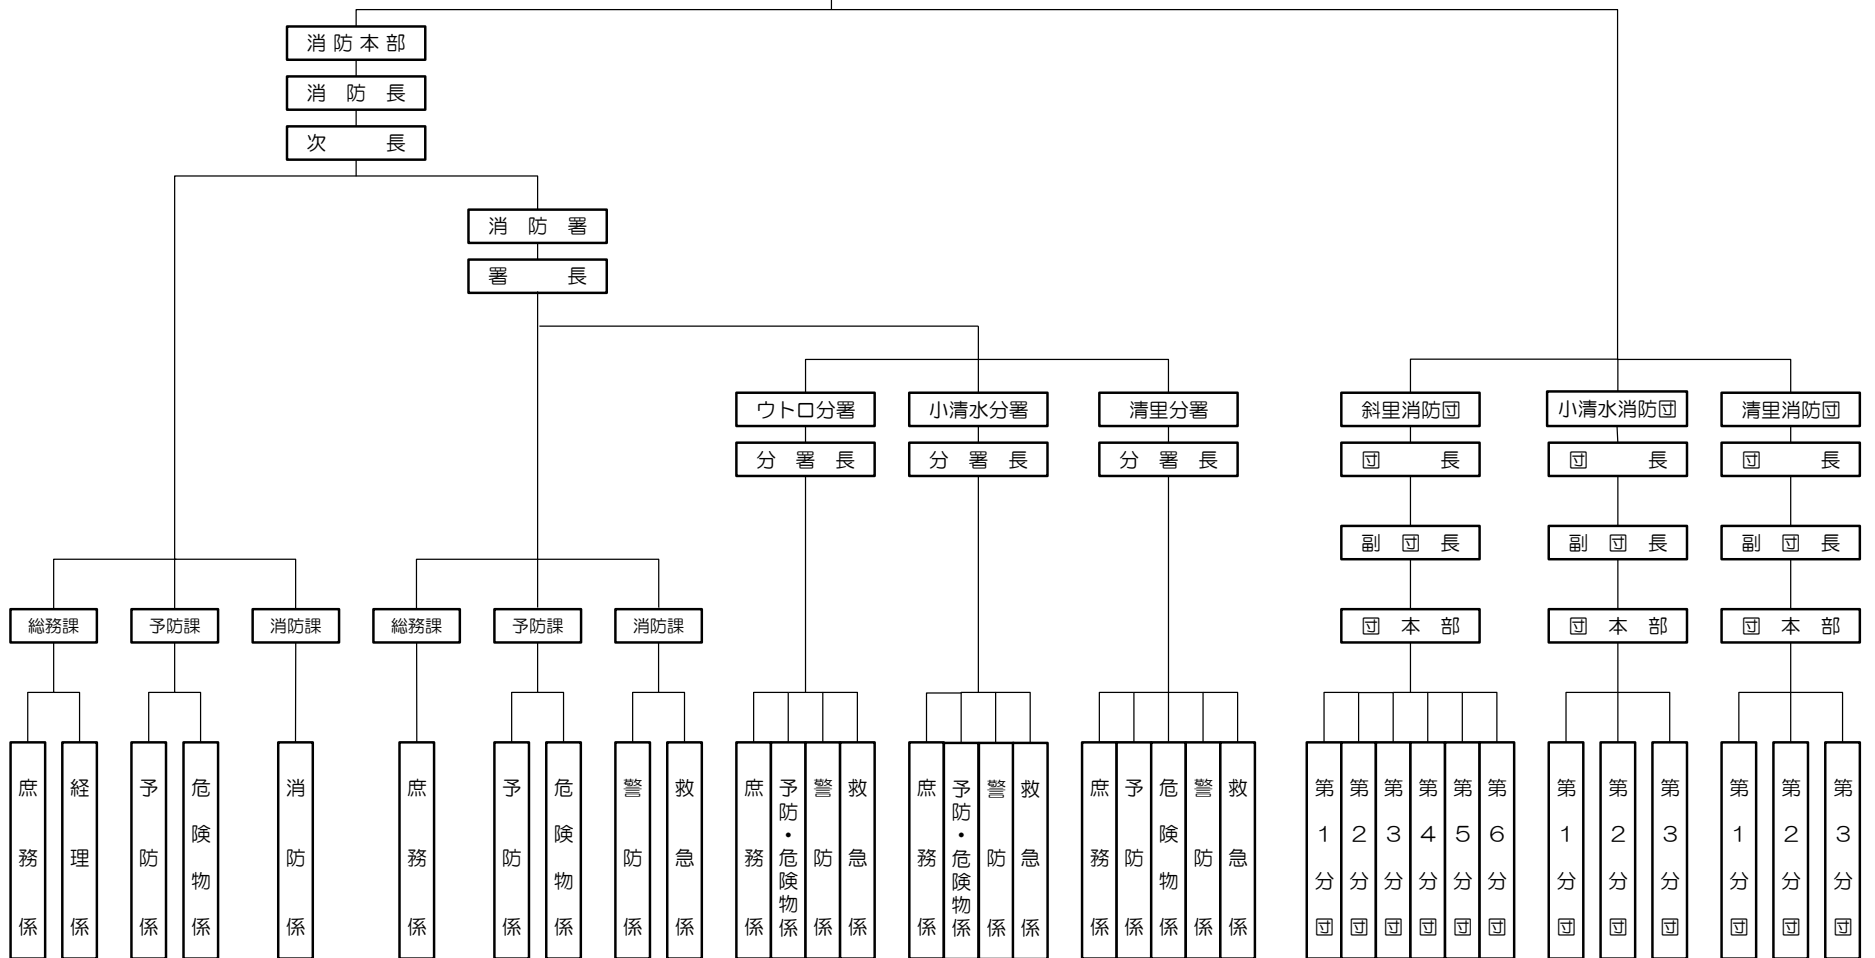 消防本部
消防長
次長
消防署
署長
ウトロ分署
小清水分署
清里分署
斜里消防団
小清水消防団
清里消防団
分署長
分署長
分署長
団長
団長
団長
副団長
副団長
副団長
総務課
予防課
消防課
総務課
予防課
消防課
団本部
団本部
団本部
庶務係
経理係
予防係
危険物係
消防係
庶務係
予防係
危険物係
警防係
救急係
庶務係
予防・危険物係
警防係
救急係
庶務係
予防・危険物係
警防係
救急係
庶務係
予防係
危険物係
警防係
救急係
第1分団
第2分団
第3分団
第4分団
第5分団
第6分団
第1分団
第2分団
第3分団
第1分団
第2分団
第3分団